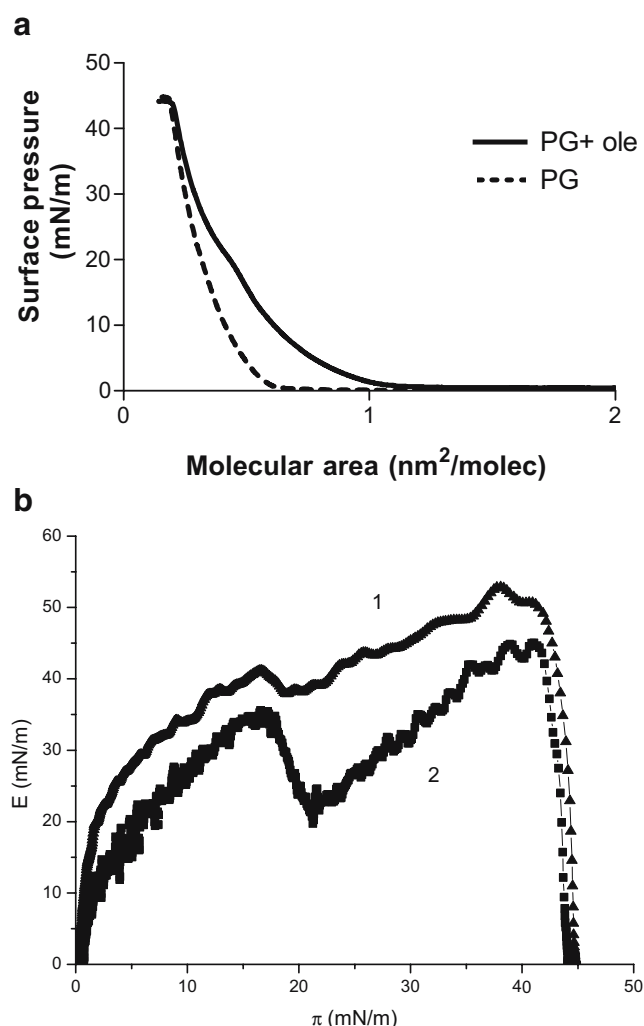 a
50
40
30
20
10
0
Surface pressure
(mN/m)
PG+ ole
PG
0
1
2
Molecular area (nm²/molec)
b
60
50
40
30
20
10
0
E (mN/m)
1
2
0
10
20
30
40
50
π (mN/m)